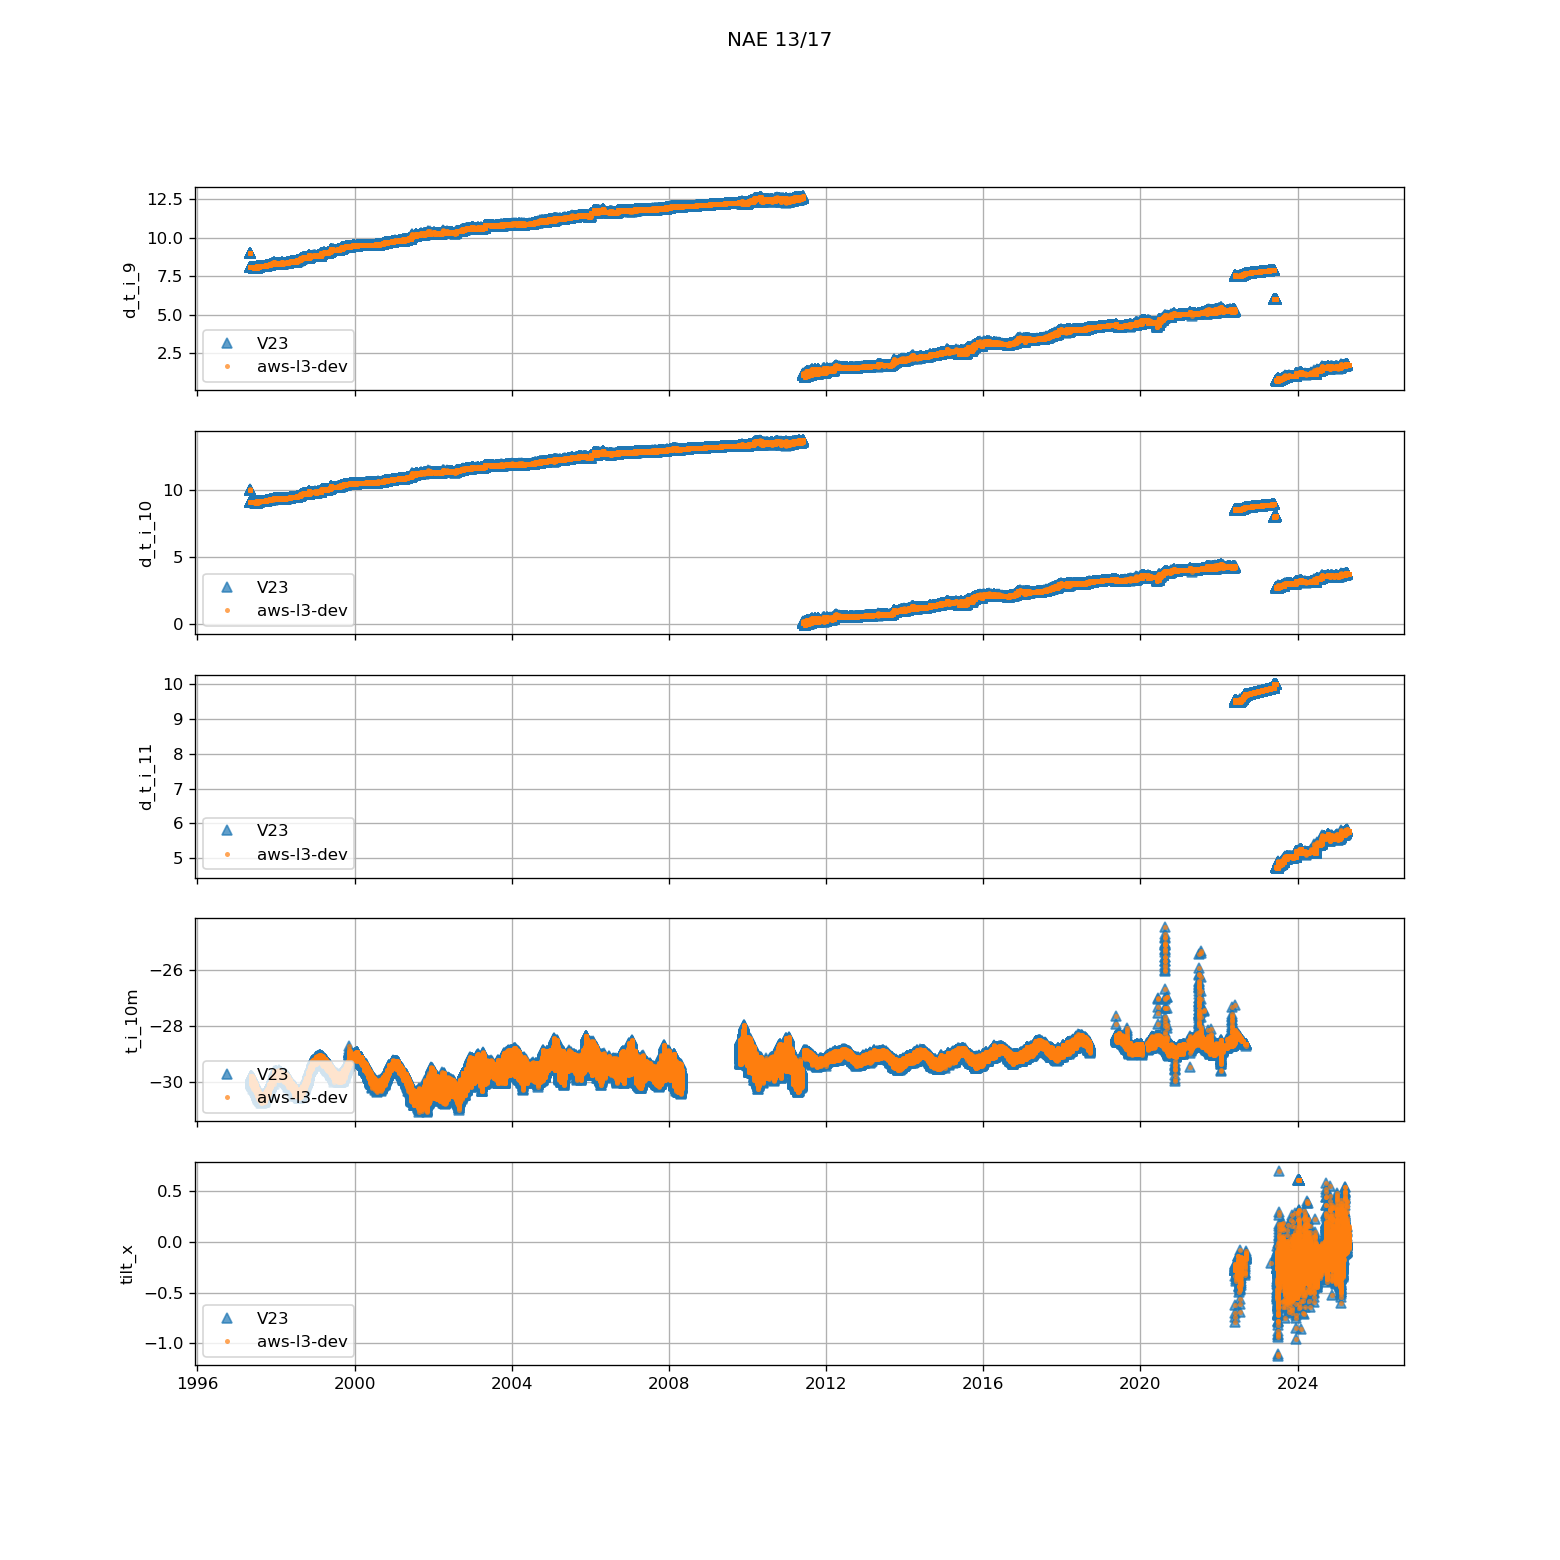 NAE 13/17
12.5
10.0
7.5
5.0
2.5
d_t_i_9
V23
aws-l3-dev
10
5
0
d_t_i_10
V23
aws-l3-dev
10
9
8
7
6
5
d_t_i_11
V23
aws-l3-dev
−26
−28
−30
t_i_10m
V23
aws-l3-dev
0.5
0.0
−0.5
−1.0
tilt_x
V23
aws-l3-dev
1996 2000 2004 2008 2012 2016 2020 2024